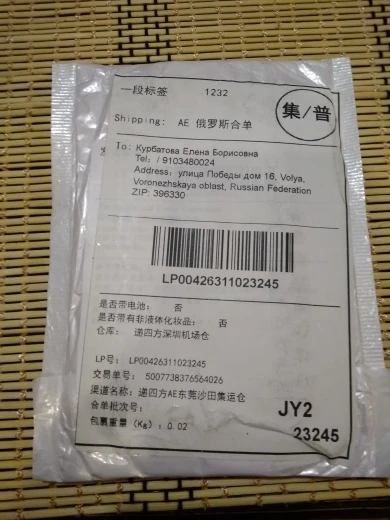 一段标签 1232
集/普
Shipping: AE 俄罗斯合单
To: Курбатова Елена Борисовна
Tel: / 9103480024
Address: улица Победы дом 16, Volya,
Voronezhskaya oblast, Russian Federation
ZIP: 396330
LP00426311023245
是否带电池: 否
是否带有非液体化妆品: 否
仓库: 递四方深圳机场仓
LP号: LP00426311023245
交易单号: 5007738376564026
渠道名称: 递四方AE东莞沙田集运仓
合单批次号:
包裹重量 (Kg): 0.02
JY2
23245